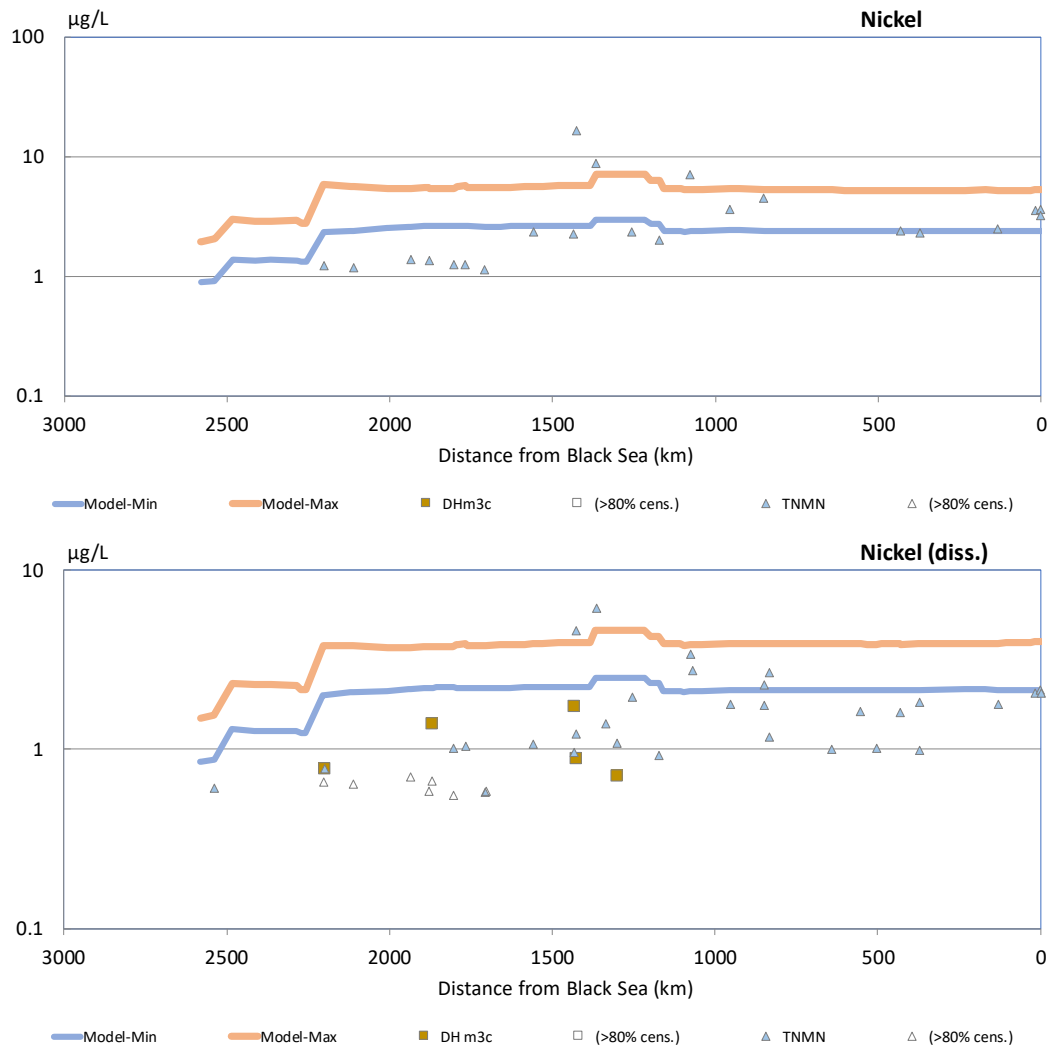 µg/L
Nickel
100
10
1
0.1
3000 2500 2000 1500 1000 500 0
Distance from Black Sea (km)
Model-Min Model-Max DHm3c (>80% cens.) TNMN (>80% cens.)
µg/L
Nickel (diss.)
10
1
0.1
3000 2500 2000 1500 1000 500 0
Distance from Black Sea (km)
Model-Min Model-Max DH m3c (>80% cens.) TNMN (>80% cens.)